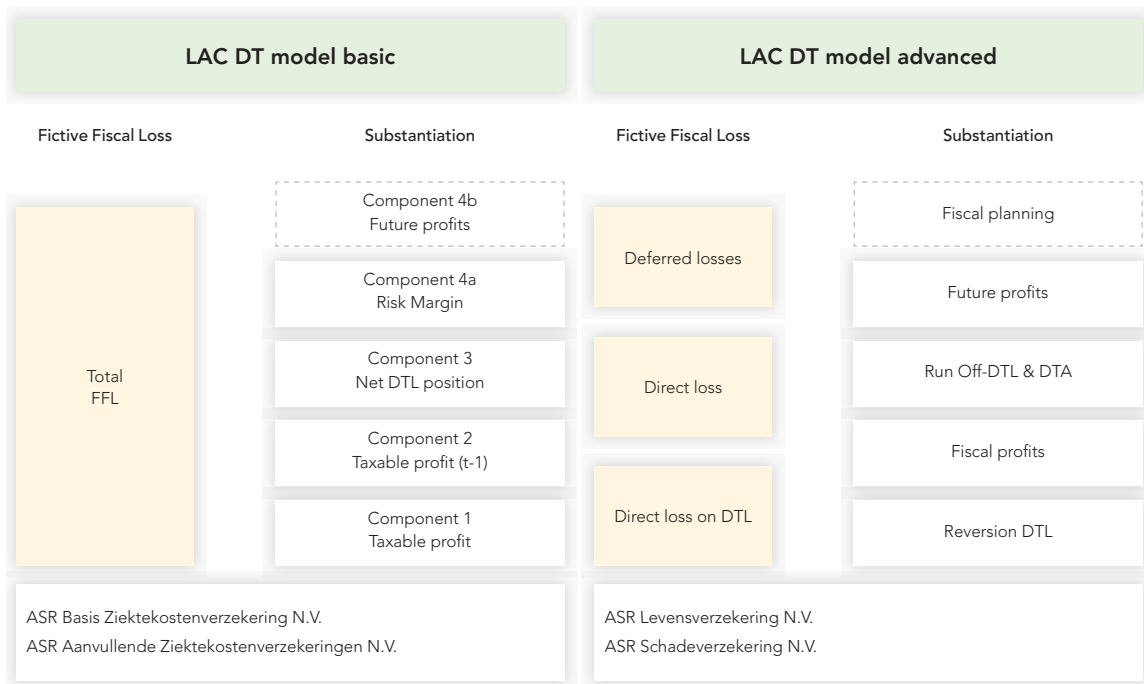 LAC DT model basic
LAC DT model advanced
Fictive Fiscal Loss
Substantiation
Fictive Fiscal Loss
Substantiation
Total
FFL
Component 4b
Future profits
Component 4a
Risk Margin
Component 3
Net DTL position
Component 2
Taxable profit (t-1)
Component 1
Taxable profit
Deferred losses
Direct loss
Direct loss on DTL
Fiscal planning
Future profits
Run Off-DTL & DTA
Fiscal profits
Reversion DTL
ASR Basis Ziektekostenverzekering N.V.
ASR Aanvullende Ziektekostenverzekeringen N.V.
ASR Levensverzekering N.V.
ASR Schadeverzekering N.V.